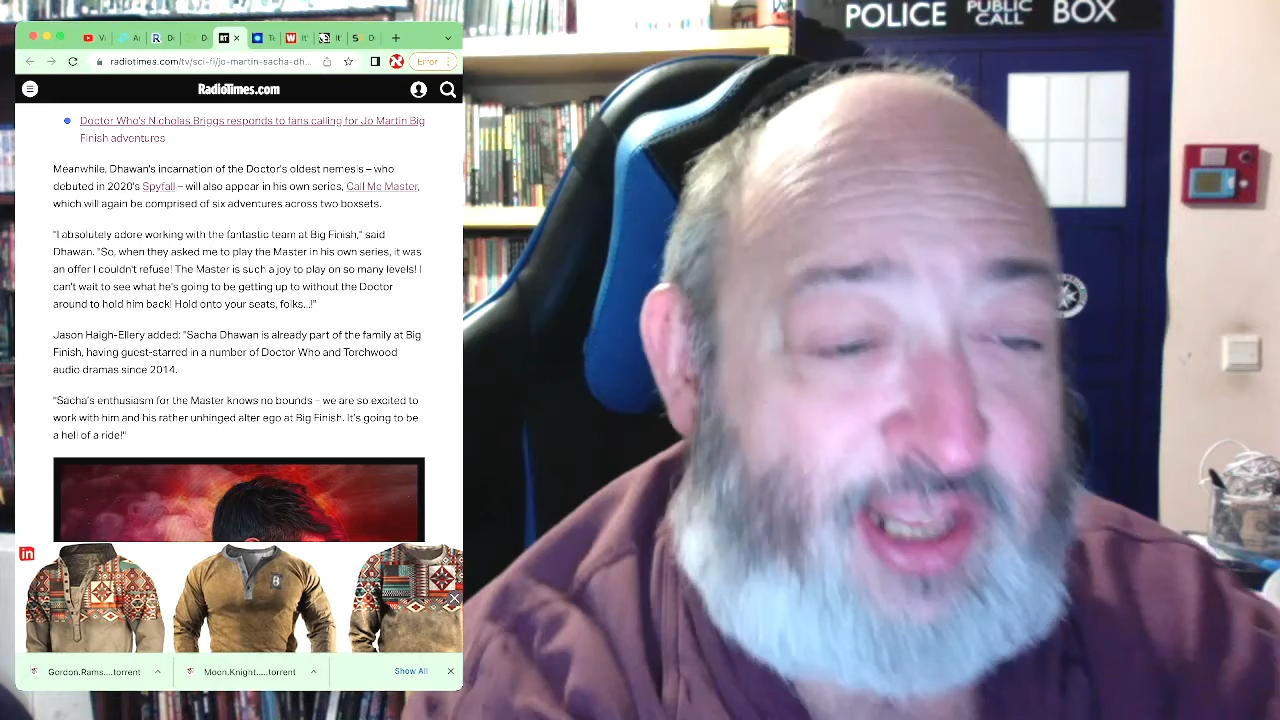 POLICE PUBLIC CALL BOX
Error
radiotimes.com/tv/sci-fi/jo-martin-sacha-dh...
RadioTimes.com
Doctor Who's Nicholas Briggs responds to fans calling for Jo Martin Big
Finish adventures
Meanwhile, Dhawan's incarnation of the Doctor's oldest nemesis – who
debuted in 2020's Spyfall – will also appear in his own series, Call Me Master,
which will again be comprised of six adventures across two boxsets.
"I absolutely adore working with the fantastic team at Big Finish," said
Dhawan. "So, when they asked me to play the Master in his own series, it was
an offer I couldn't refuse! The Master is such a joy to play on so many levels! I
can't wait to see what he's going to be getting up to without the Doctor
around to hold him back! Hold onto your seats, folks...!"
Jason Haigh-Ellery added: "Sacha Dhawan is already part of the family at Big
Finish, having guest-starred in a number of Doctor Who and Torchwood
audio dramas since 2014.
"Sacha's enthusiasm for the Master knows no bounds – we are so excited to
work with him and his rather unhinged alter ego at Big Finish. It's going to be
a hell of a ride!"
in
B
Gordon.Rams....torrent
Moon.Knight.....torrent
Show All